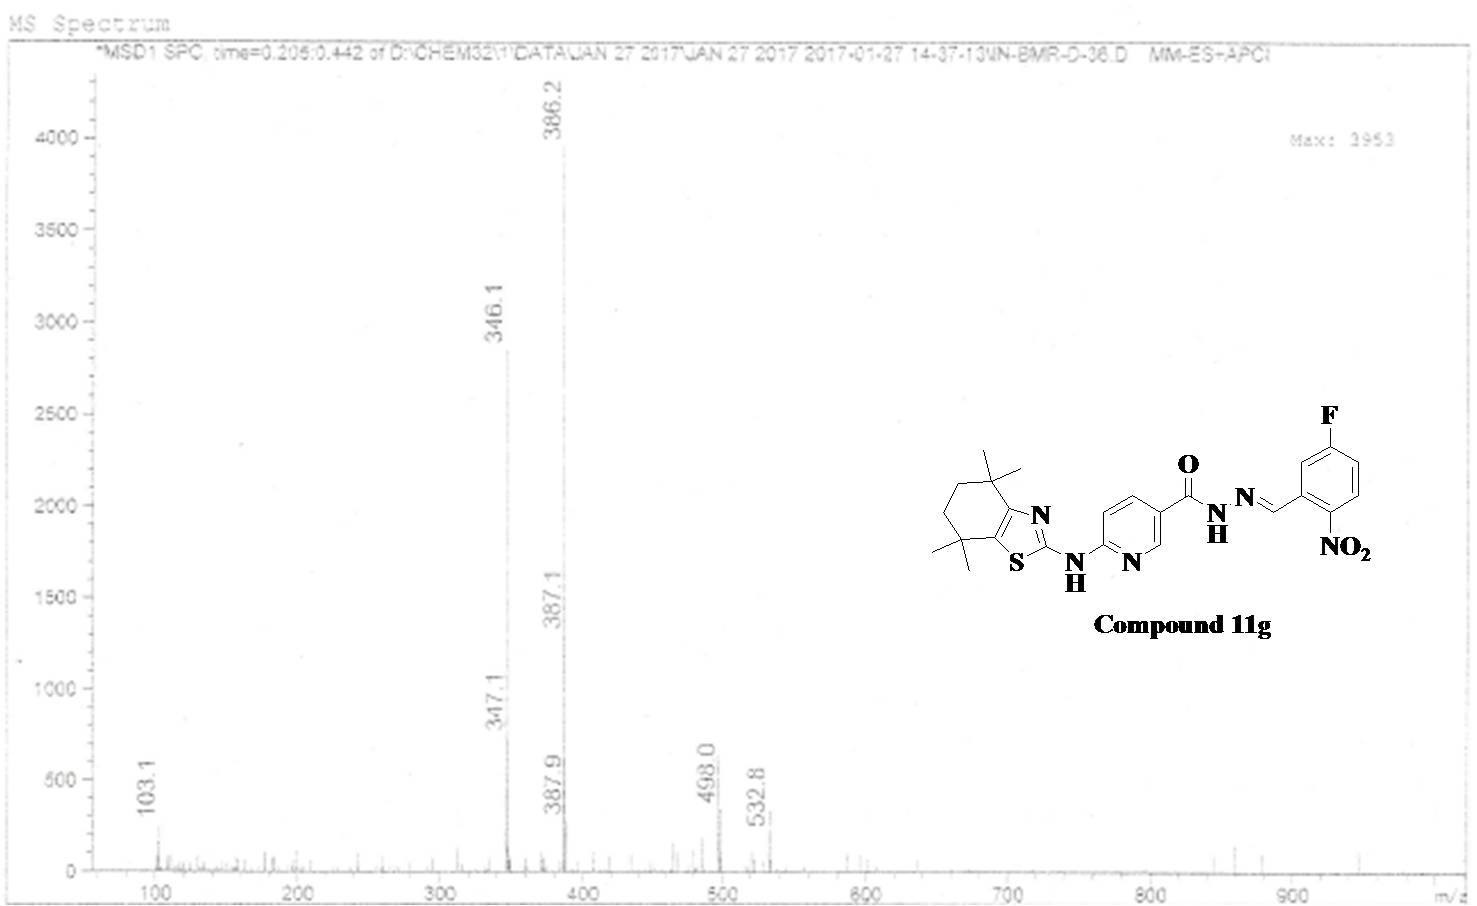 MS Spectrum
*MSD1 SPC, time=0.205:0.442 of D:\CHEM32\1\DATA\JAN 27 2017\JAN 27 2017 2017-01-27 14-37-13\IN-BMR-D-36.D MM-ES+APCI
386.2
4000
Max: 3953
3500
346.1
3000
2500
F
O
N
N
N
H
2000
NO2
S
N
H
N
387.1
1500
Compound 11g
347.1
1000
387.9
498.0
532.8
103.1
500
0
100 200 300 400 500 600 700 800 900 m/z